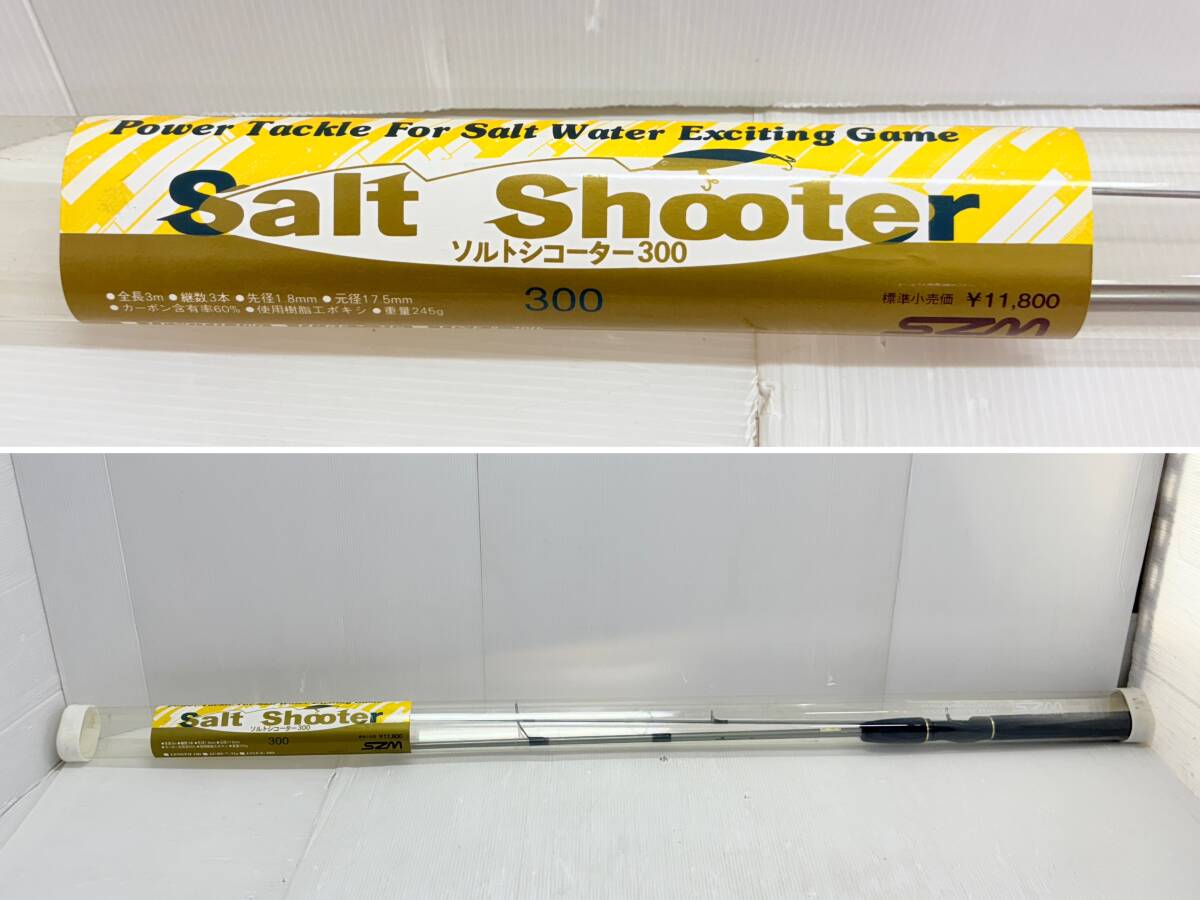 Power Tackle For Salt Water Exciting Game
Salt Shooter
ソルトシコーター300
●全長3m ●継数3本 ●先径1.8mm ●元径17.5mm
●カーボン含有率60% ●使用樹脂エポキシ ●重量245g
300
標準小売価 ¥11,800
SZM
Salt Shooter
ソルトシコーター300
300
¥11,800
SZM